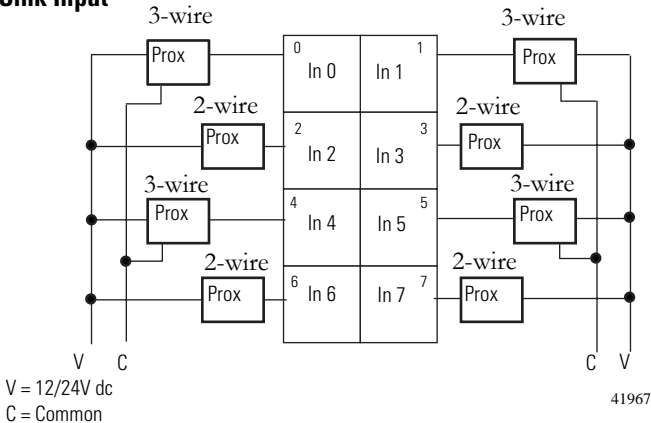 Sink Input
3-wire 3-wire
Prox 0 In 0 In 1 1 Prox
2-wire 2-wire
Prox 2 In 2 In 3 3 Prox
3-wire 3-wire
Prox 4 In 4 In 5 5 Prox
2-wire 2-wire
Prox 6 In 6 In 7 7 Prox
V C C V
V = 12/24V dc
C = Common
41967